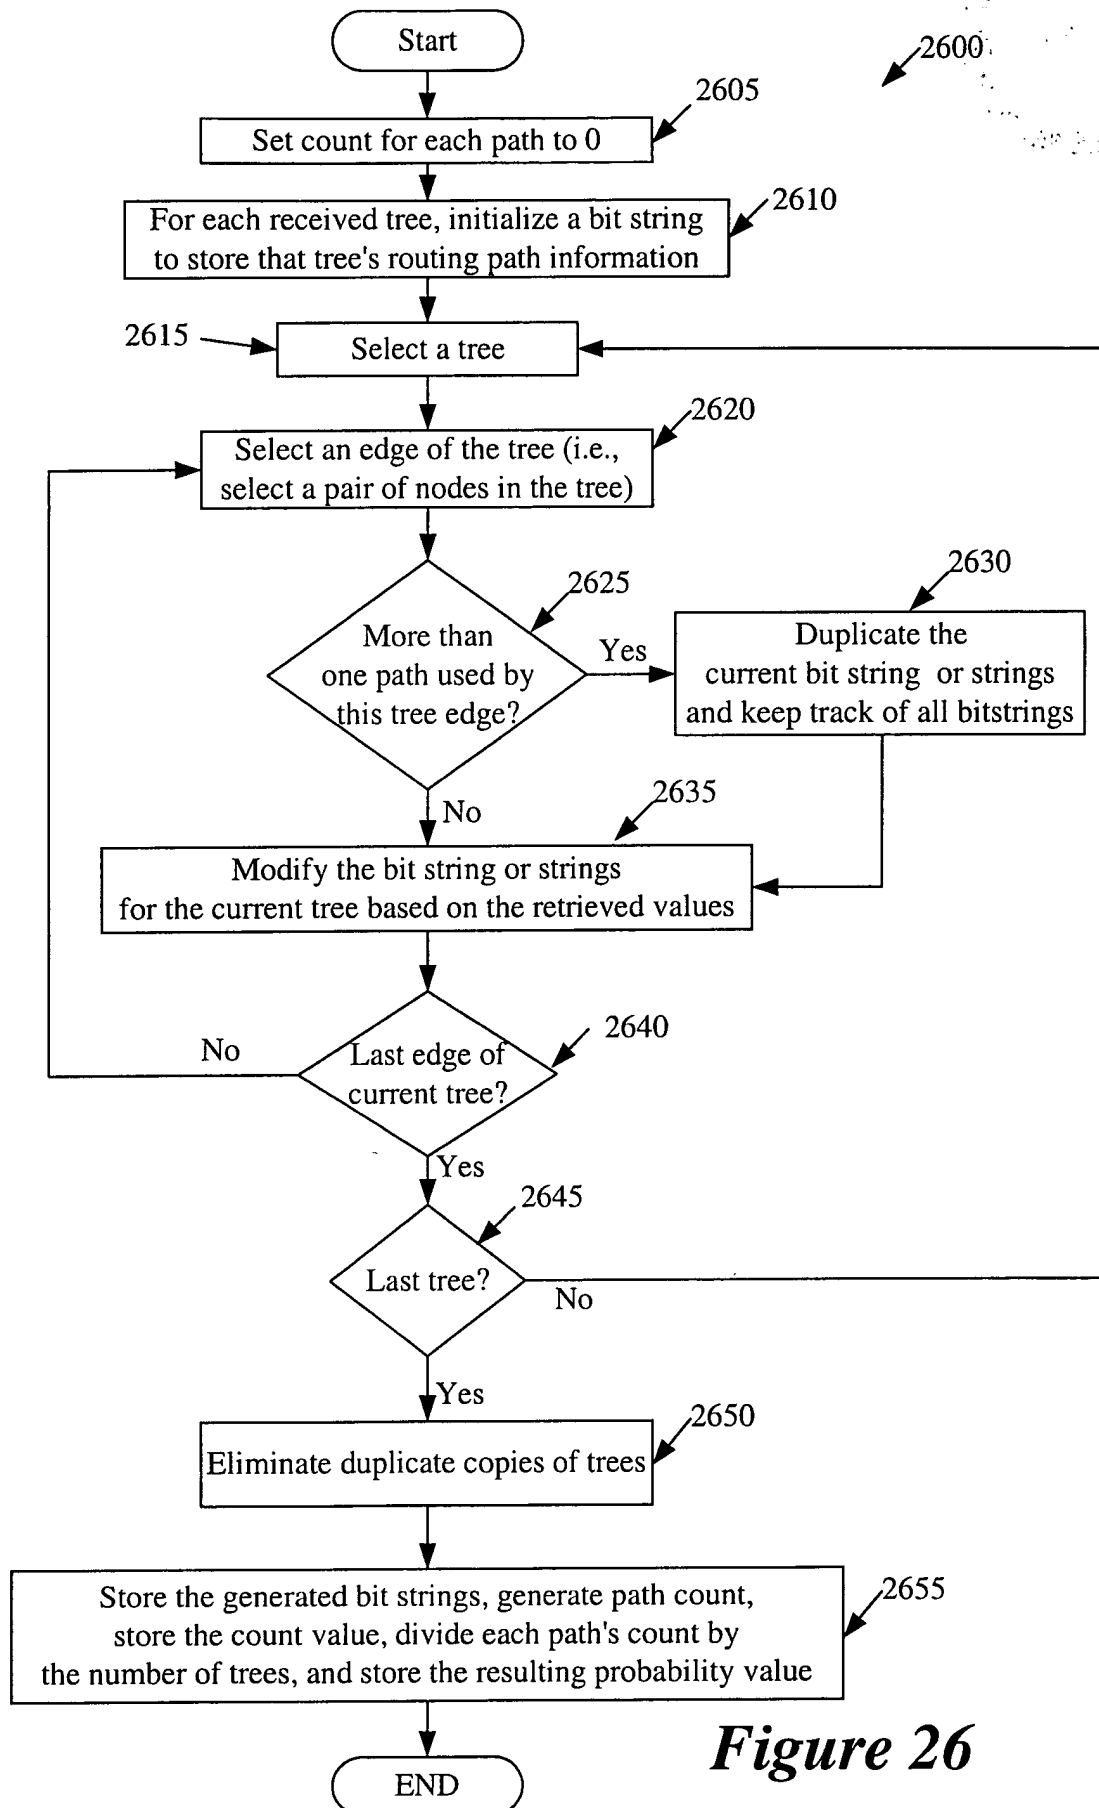 Start
2600
2605
Set count for each path to 0
2610
For each received tree, initialize a bit string
to store that tree's routing path information
2615
Select a tree
2620
Select an edge of the tree (i.e.,
select a pair of nodes in the tree)
2625
2630
More than
one path used by
this tree edge?
Yes
Duplicate the
current bit string or strings
and keep track of all bitstrings
No
2635
Modify the bit string or strings
for the current tree based on the retrieved values
2640
No
Last edge of
current tree?
Yes
2645
Last tree?
No
Yes
2650
Eliminate duplicate copies of trees
2655
Store the generated bit strings, generate path count,
store the count value, divide each path's count by
the number of trees, and store the resulting probability value
Figure 26
END